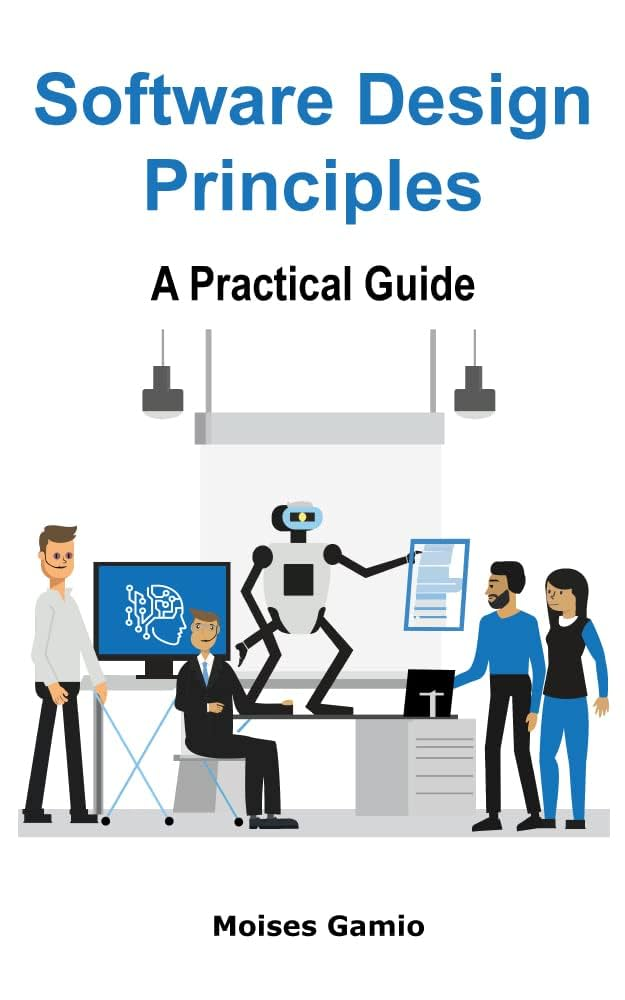 Software Design
Principles
A Practical Guide
Moises Gamio